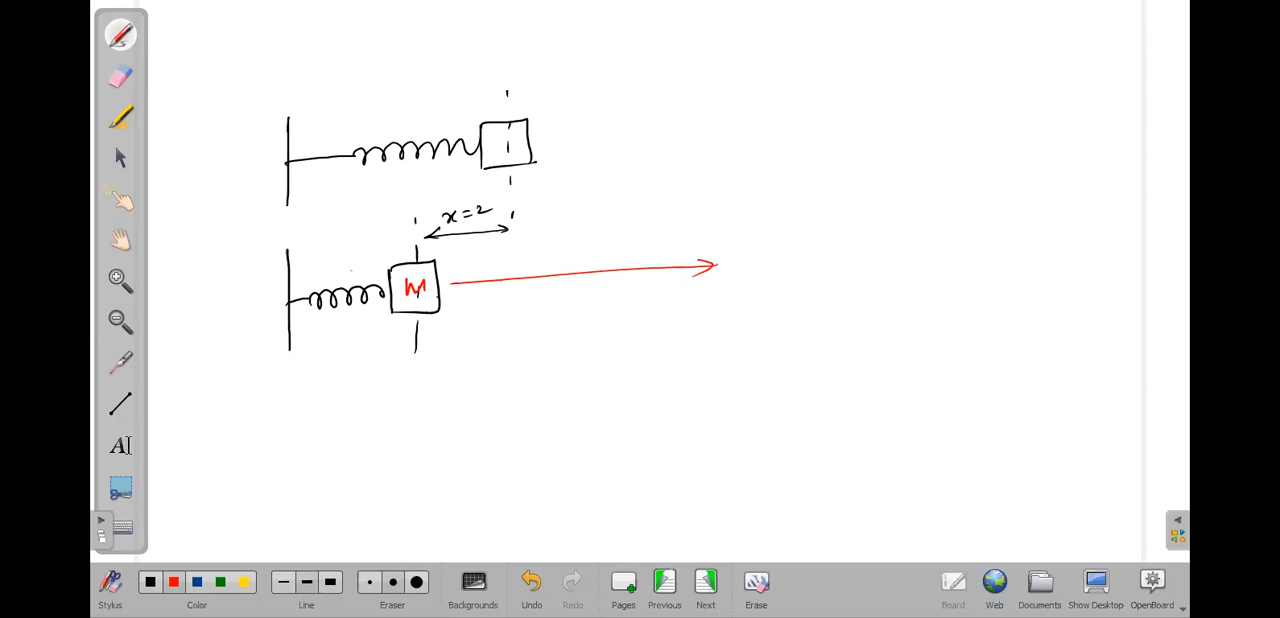 x=2
M
A
Stylus
Color
Line
Eraser
Backgrounds
Undo
Redo
Pages
Previous
Next
Erase
Board
Web
Documents
Show Desktop
OpenBoard